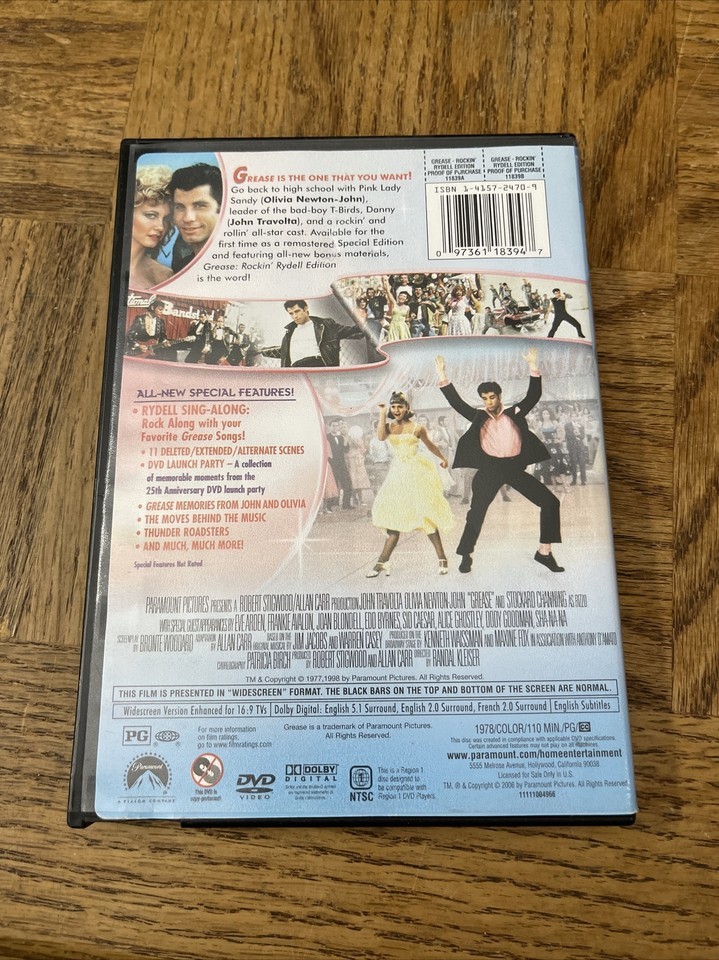 GREASE IS THE ONE THAT YOU WANT!
Go back to high school with Pink Lady
Sandy (Olivia Newton-John),
leader of the bad-boy T-Birds, Danny
(John Travolta), and a rockin' and
rollin' all-star cast. Available for the
first time as a remastered Special Edition
and featuring all-new bonus materials,
Grease: Rockin' Rydell Edition
is the word!
GREASE - ROCKIN'
RYDELL EDITION
PROOF OF PURCHASE
11839A
GREASE - ROCKIN'
RYDELL EDITION
PROOF OF PURCHASE
11839B
ISBN 1-4157-2470-9
0 97361 18394 7
Bandstand
ALL-NEW SPECIAL FEATURES!
• RYDELL SING-ALONG:
Rock Along with your
Favorite Grease Songs!
• 11 DELETED/EXTENDED/ALTERNATE SCENES
• DVD LAUNCH PARTY – A collection
of memorable moments from the
25th Anniversary DVD launch party
• GREASE MEMORIES FROM JOHN AND OLIVIA
• THE MOVES BEHIND THE MUSIC
• THUNDER ROADSTERS
• AND MUCH, MUCH MORE!
Special Features Not Rated
PARAMOUNT PICTURES PRESENTS A ROBERT STIGWOOD/ALLAN CARR PRODUCTION JOHN TRAVOLTA OLIVIA NEWTON-JOHN "GREASE" AND STOCKARD CHANNING AS RIZZO
WITH SPECIAL GUEST APPEARANCES BY EVE ARDEN, FRANKIE AVALON, JOAN BLONDELL, EDD BYRNES, SID CAESAR, ALICE GHOSTLEY, DODY GOODMAN, SHA-NA-NA
SCREENPLAY BY BRONTE WOODARD ADAPTATION BY ALLAN CARR BASED ON THE ORIGINAL MUSICAL BY JIM JACOBS AND WARREN CASEY PRODUCED ON THE BROADWAY STAGE BY KENNETH WAISSMAN AND MAXINE FOX IN ASSOCIATION WITH ANTHONY D'AMATO
CHOREOGRAPHY PATRICIA BIRCH PRODUCED BY ROBERT STIGWOOD AND ALLAN CARR DIRECTED BY RANDAL KLEISER
TM & Copyright © 1977,1998 by Paramount Pictures. All Rights Reserved.
THIS FILM IS PRESENTED IN "WIDESCREEN" FORMAT. THE BLACK BARS ON THE TOP AND BOTTOM OF THE SCREEN ARE NORMAL.
Widescreen Version Enhanced for 16:9 TVs | Dolby Digital: English 5.1 Surround, English 2.0 Surround, French 2.0 Surround | English Subtitles
PG
For more information
on film ratings,
go to www.filmratings.com
Grease is a trademark of Paramount Pictures.
All Rights Reserved.
1978/COLOR/110 MIN./PG/CC
This disc was created in compliance with applicable DVD specifications.
Certain advanced features may not play on all machines.
www.paramount.com/homeentertainment
5555 Melrose Avenue, Hollywood, California 90038
Licensed for Sale Only in U.S.
TM, ® & Copyright © 2006 by Paramount Pictures. All Rights Reserved.
11111004966
Paramount
A VIACOM COMPANY
This DVD is
copy-protected!
DVD
VIDEO
DOLBY
DIGITAL
NTSC
This is a Region 1
disc designed to
be compatible with
Region 1 DVD Players.